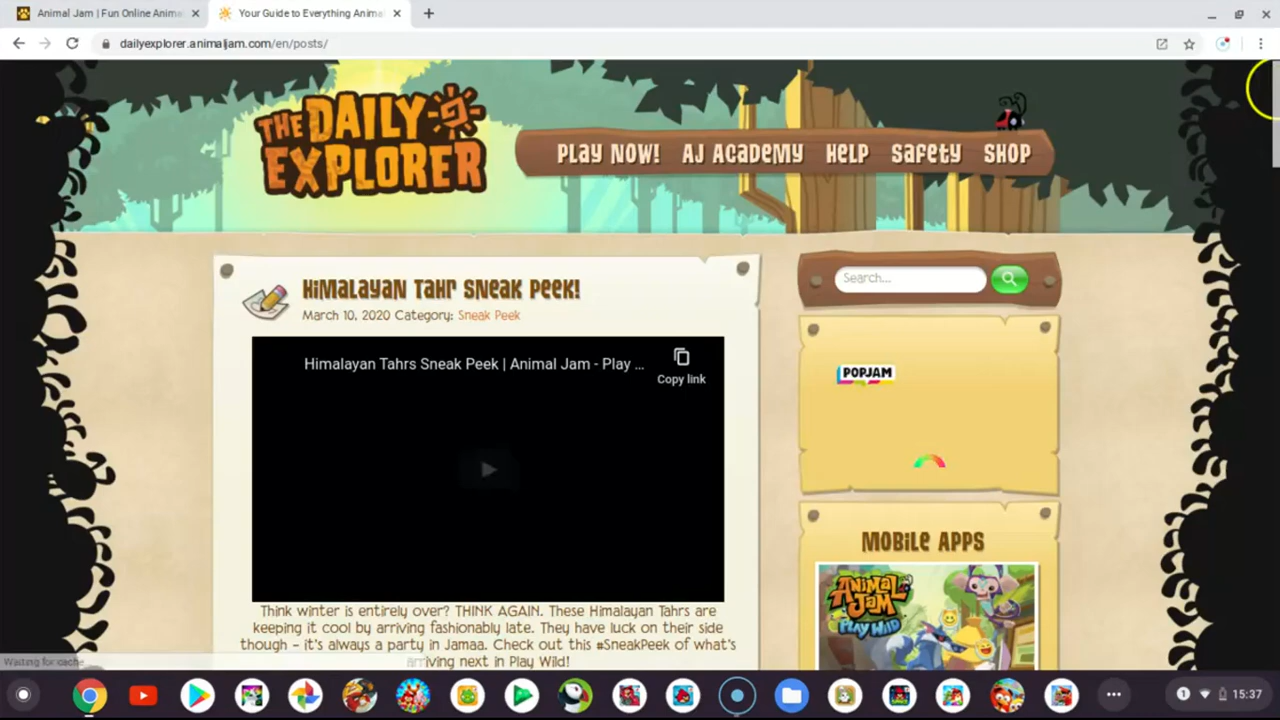 Animal Jam | Fun Online Anima
Your Guide to Everything Anima
dailyexplorer.animaljam.com/en/posts/
THE DAILY EXPLORER
PLAY NOW! AJ ACADEMY HELP SAFETY SHOP
HIMALAYAN TAHR SNEAK PEEK!
March 10, 2020 Category: Sneak Peek
Himalayan Tahrs Sneak Peek | Animal Jam - Play ...
Copy link
Think winter is entirely over? THINK AGAIN. These Himalayan Tahrs are
keeping it cool by arriving fashionably late. They have luck on their side
though – it's always a party in Jamaa. Check out this #SneakPeek of what's
arriving next in Play Wild!
Search...
POPJAM
MOBILE APPS
ANIMAL JAM
PLAY WILD
Waiting for cache
1
15:37